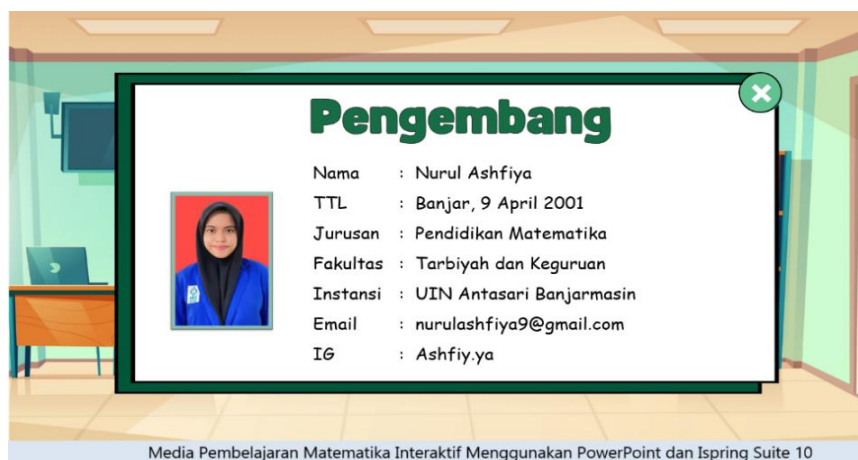 Pengembang
Nama : Nurul Ashfiya
TTL : Banjar, 9 April 2001
Jurusan : Pendidikan Matematika
Fakultas : Tarbiyah dan Keguruan
Instansi : UIN Antasari Banjarmasin
Email : nurulashfiya9@gmail.com
IG : Ashfiy.ya
Media Pembelajaran Matematika Interaktif Menggunakan PowerPoint dan Ispring Suite 10